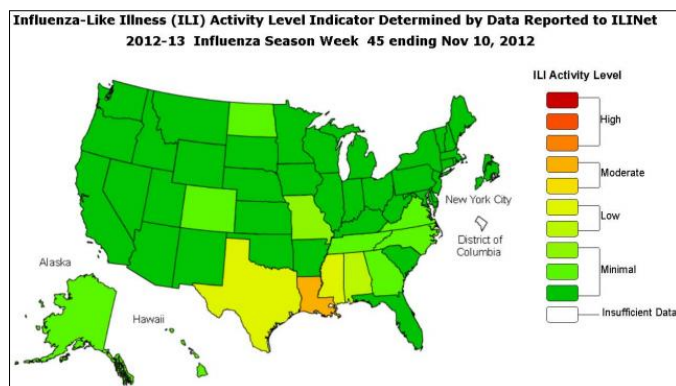 Influenza-Like Illness (ILI) Activity Level Indicator Determined by Data Reported to ILINet
2012-13 Influenza Season Week 45 ending Nov 10, 2012
ILI Activity Level
High
Moderate
New York City
Low
District of
Columbia
Alaska
Minimal
Hawaii
Insufficient Data